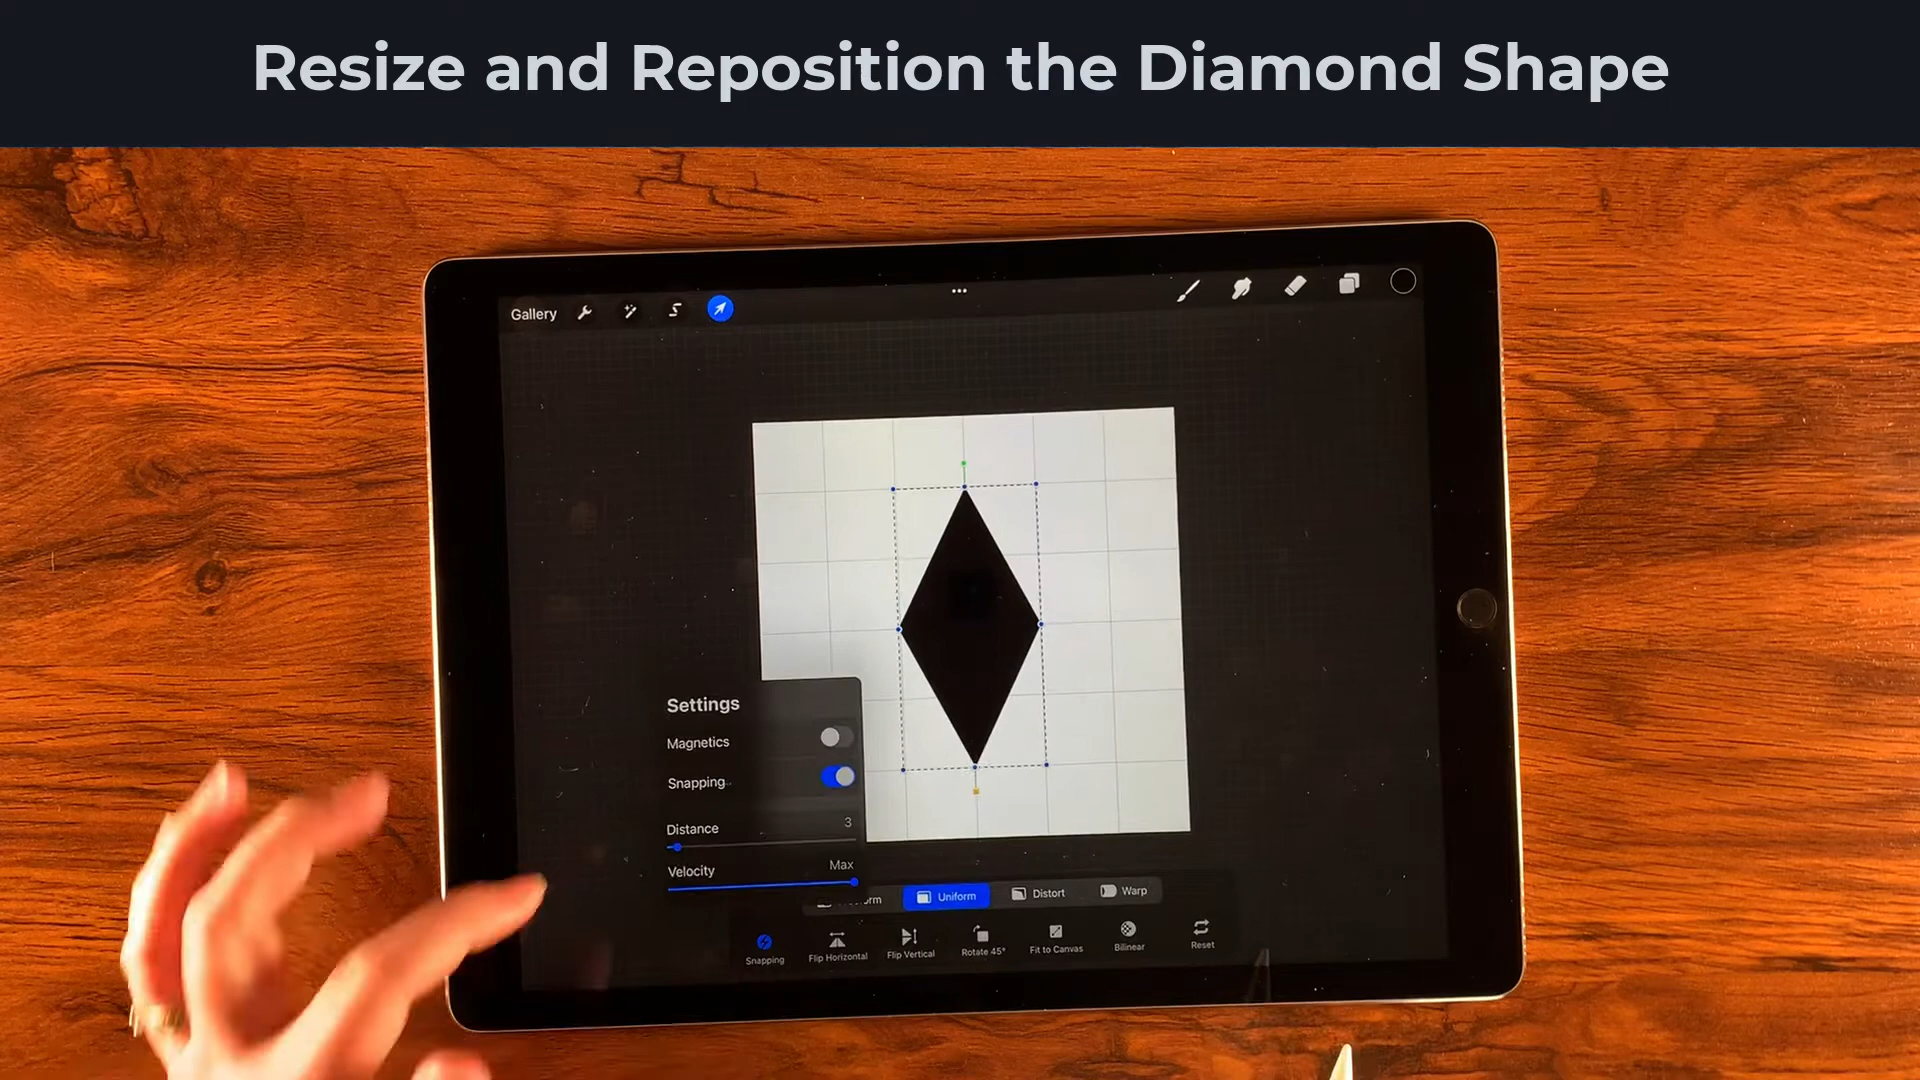 Resize and Reposition the Diamond Shape
Gallery
Settings
Magnetics
Snapping
Distance 3
Velocity Max
Uniform Distort Warp
Snapping Flip Horizontal Flip Vertical Rotate 45° Fit to Canvas Bilinear Reset